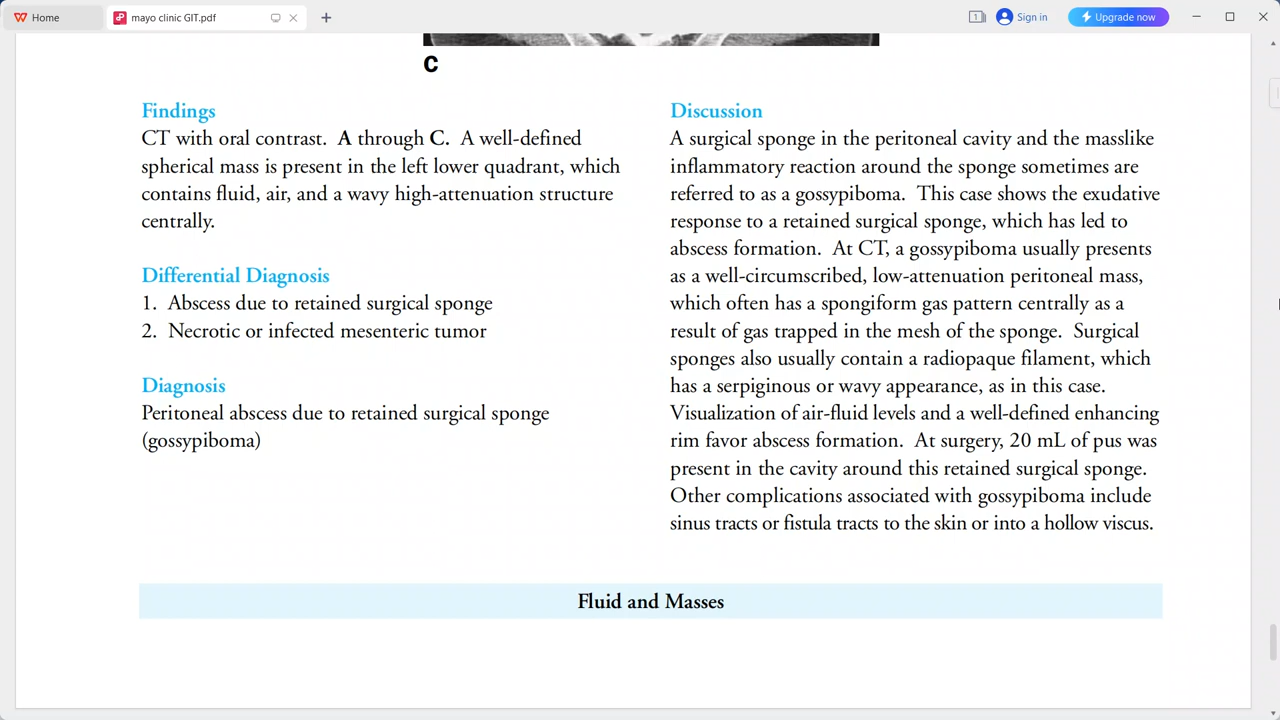 Home
mayo clinic GIT.pdf
1
Sign in
Upgrade now
C
Findings
CT with oral contrast. A through C. A well-defined
spherical mass is present in the left lower quadrant, which
contains fluid, air, and a wavy high-attenuation structure
centrally.
Differential Diagnosis
1. Abscess due to retained surgical sponge
2. Necrotic or infected mesenteric tumor
Diagnosis
Peritoneal abscess due to retained surgical sponge
(gossypiboma)
Discussion
A surgical sponge in the peritoneal cavity and the masslike
inflammatory reaction around the sponge sometimes are
referred to as a gossypiboma. This case shows the exudative
response to a retained surgical sponge, which has led to
abscess formation. At CT, a gossypiboma usually presents
as a well-circumscribed, low-attenuation peritoneal mass,
which often has a spongiform gas pattern centrally as a
result of gas trapped in the mesh of the sponge. Surgical
sponges also usually contain a radiopaque filament, which
has a serpiginous or wavy appearance, as in this case.
Visualization of air-fluid levels and a well-defined enhancing
rim favor abscess formation. At surgery, 20 mL of pus was
present in the cavity around this retained surgical sponge.
Other complications associated with gossypiboma include
sinus tracts or fistula tracts to the skin or into a hollow viscus.
Fluid and Masses